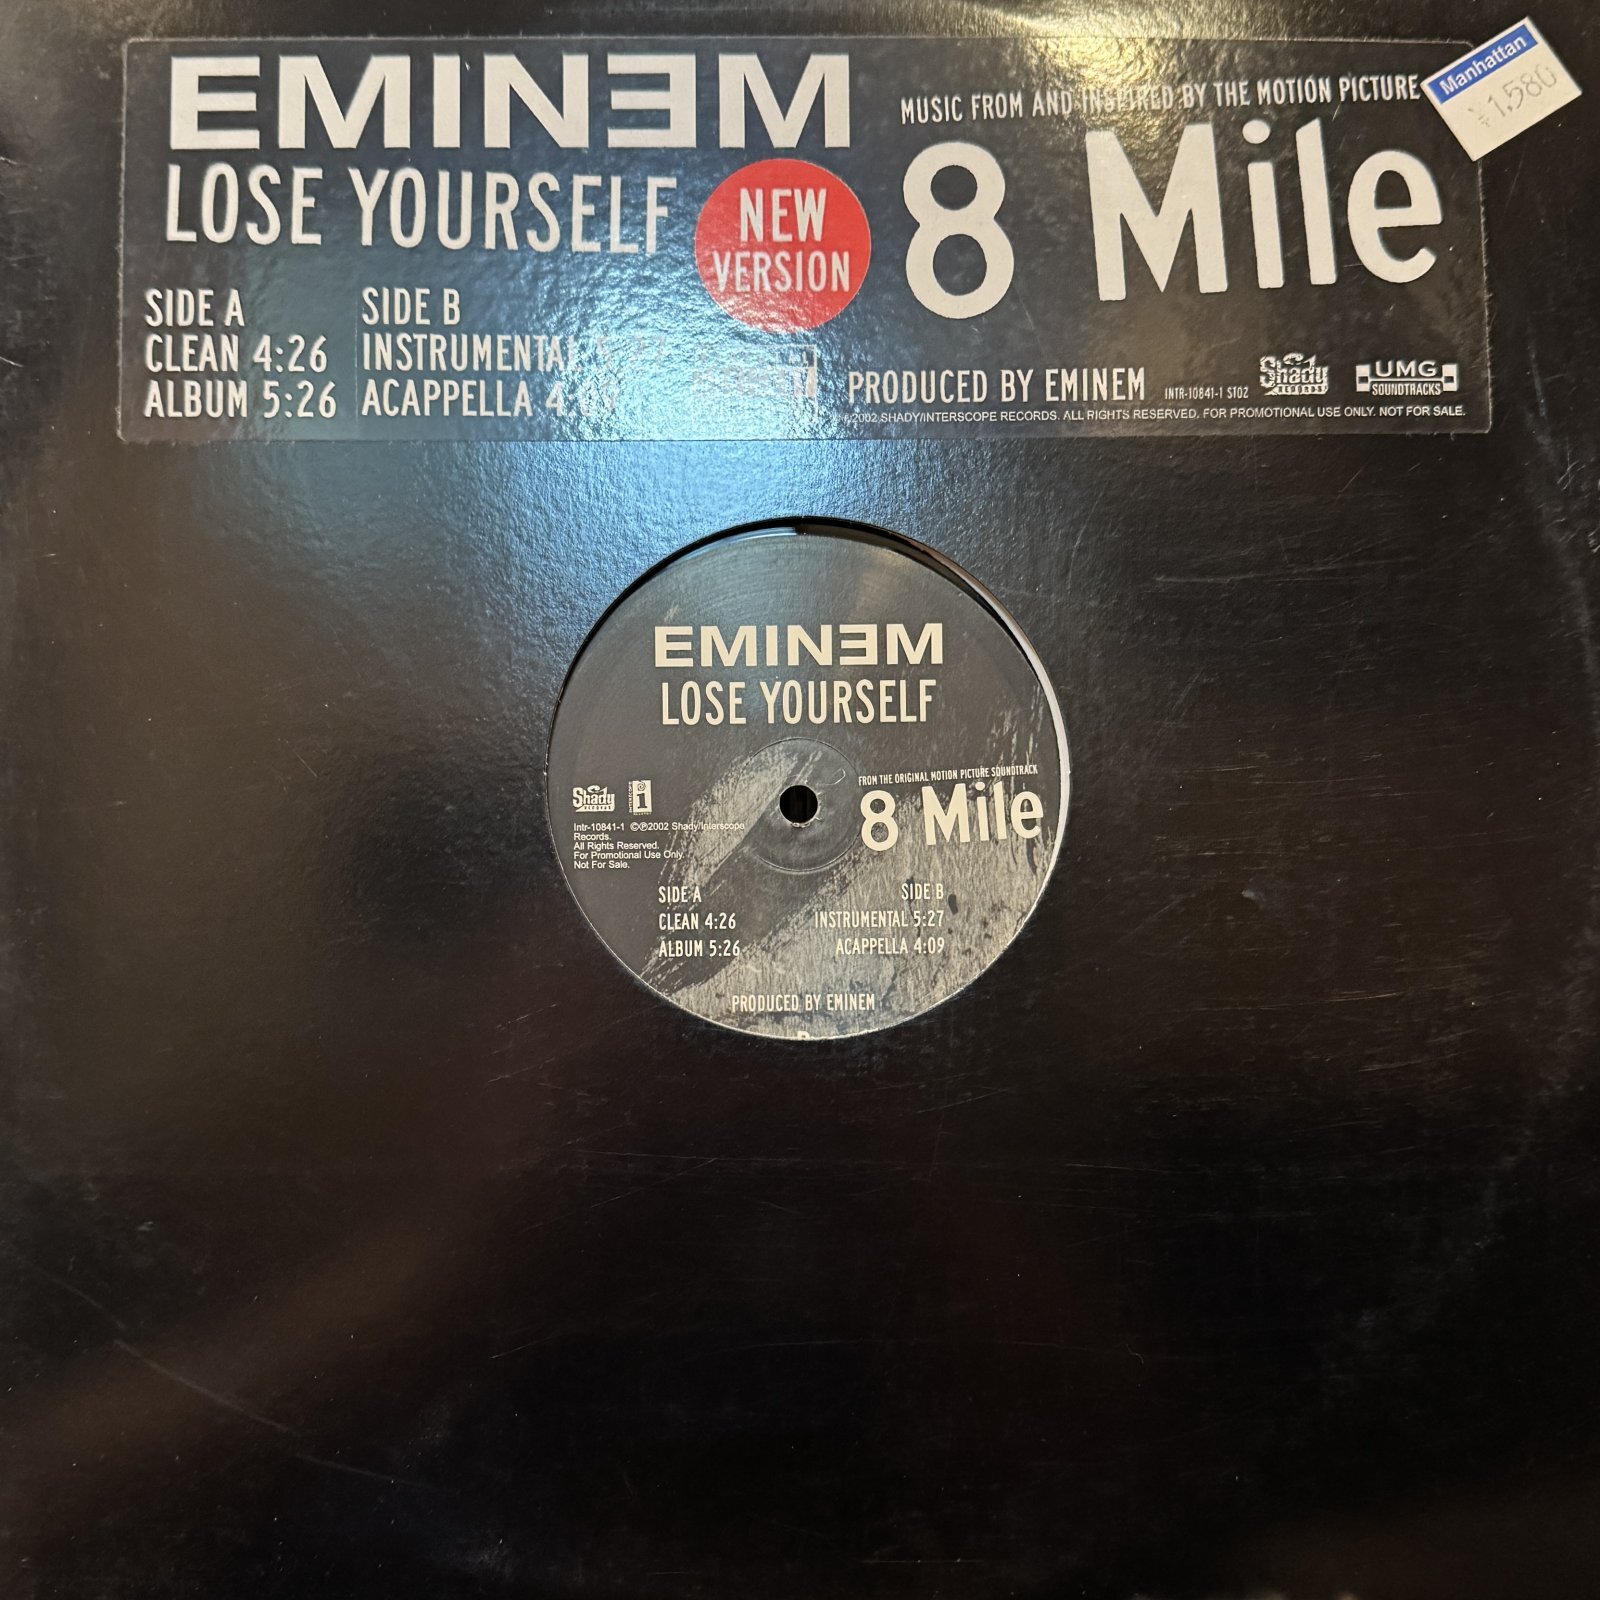 EMINƎM
LOSE YOURSELF
NEW
VERSION
SIDE A
CLEAN 4:26
ALBUM 5:26
SIDE B
INSTRUMENTAL
ACAPPELLA
MUSIC FROM AND INSPIRED BY THE MOTION PICTURE
8 Mile
PRODUCED BY EMINEM
INTR-10841-1 ST02
Shady
RECORDS
UMG
SOUNDTRACKS
℗2002 SHADY/INTERSCOPE RECORDS. ALL RIGHTS RESERVED. FOR PROMOTIONAL USE ONLY. NOT FOR SALE.
Manhattan
¥1,580
EMINƎM
LOSE YOURSELF
FROM THE ORIGINAL MOTION PICTURE SOUNDTRACK
8 Mile
Shady
RECORDS
Intr-10841-1 ©℗2002 Shady/Interscope
Records.
All Rights Reserved.
For Promotional Use Only.
Not For Sale.
SIDE A
CLEAN 4:26
ALBUM 5:26
SIDE B
INSTRUMENTAL 5:27
ACAPPELLA 4:09
PRODUCED BY EMINEM